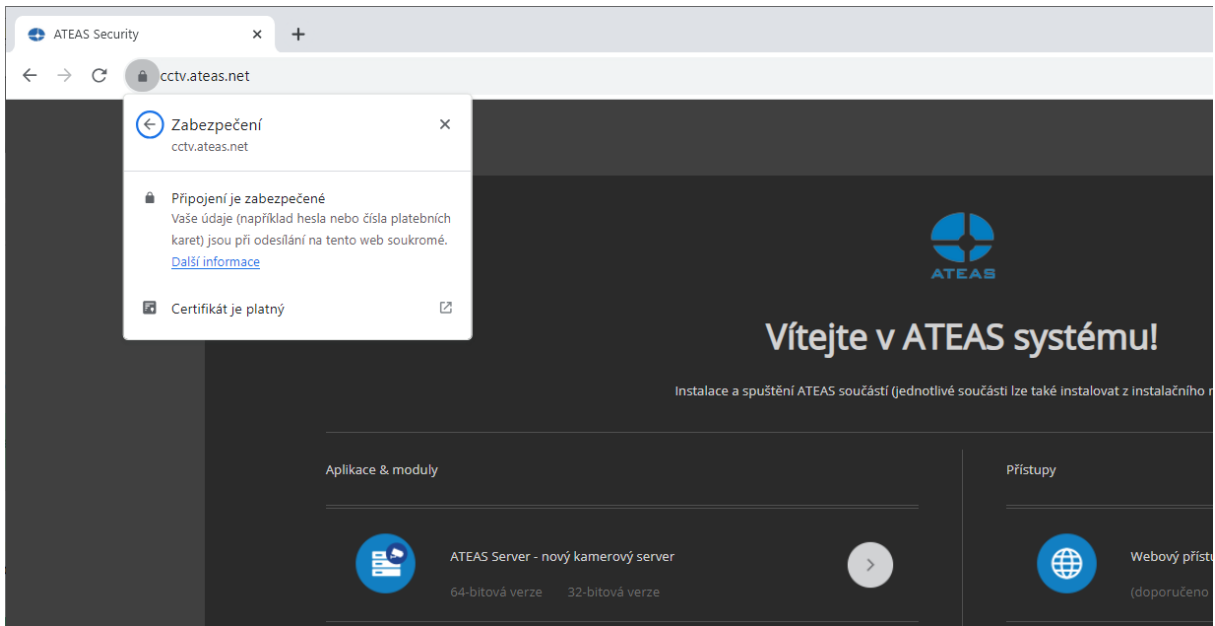 ATEAS Security
cctv.ateas.net
Zabezpečení
cctv.ateas.net
Připojení je zabezpečené
Vaše údaje (například hesla nebo čísla platebních
karet) jsou při odesílání na tento web soukromé.
Další informace
Certifikát je platný
ATEAS
Vítejte v ATEAS systému!
Instalace a spuštění ATEAS součástí (jednotlivé součásti lze také instalovat z instalačního
Aplikace & moduly
Přístupy
ATEAS Server - nový kamerový server
64-bitová verze 32-bitová verze
Webový
(doporučeno